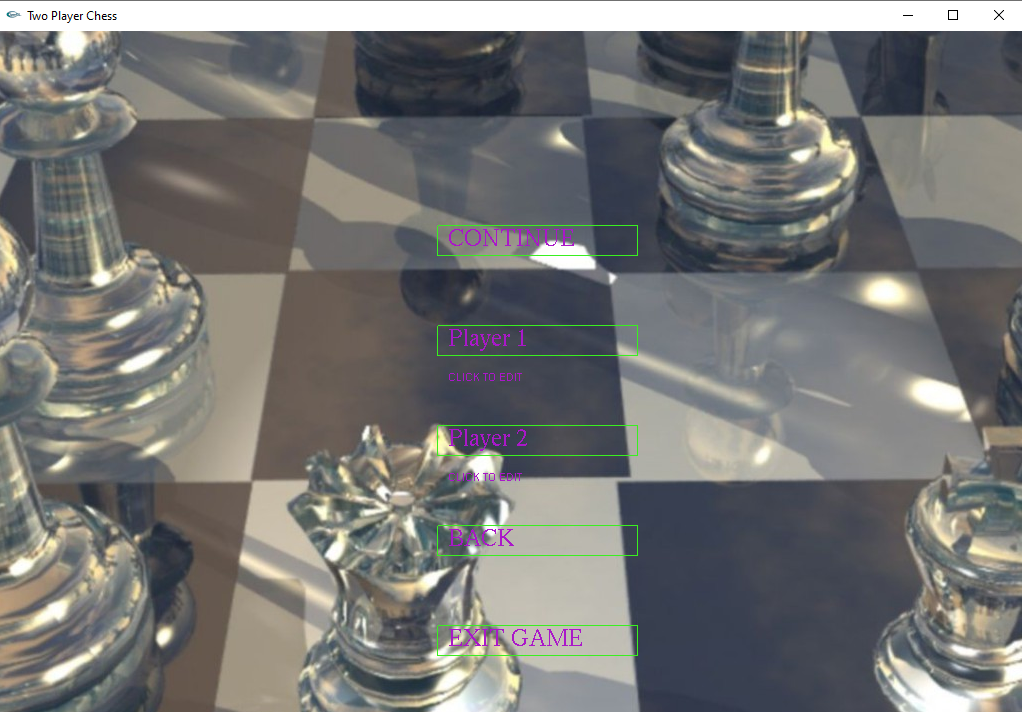 Two Player Chess
CONTINUE
Player 1
CLICK TO EDIT
Player 2
CLICK TO EDIT
BACK
EXIT GAME